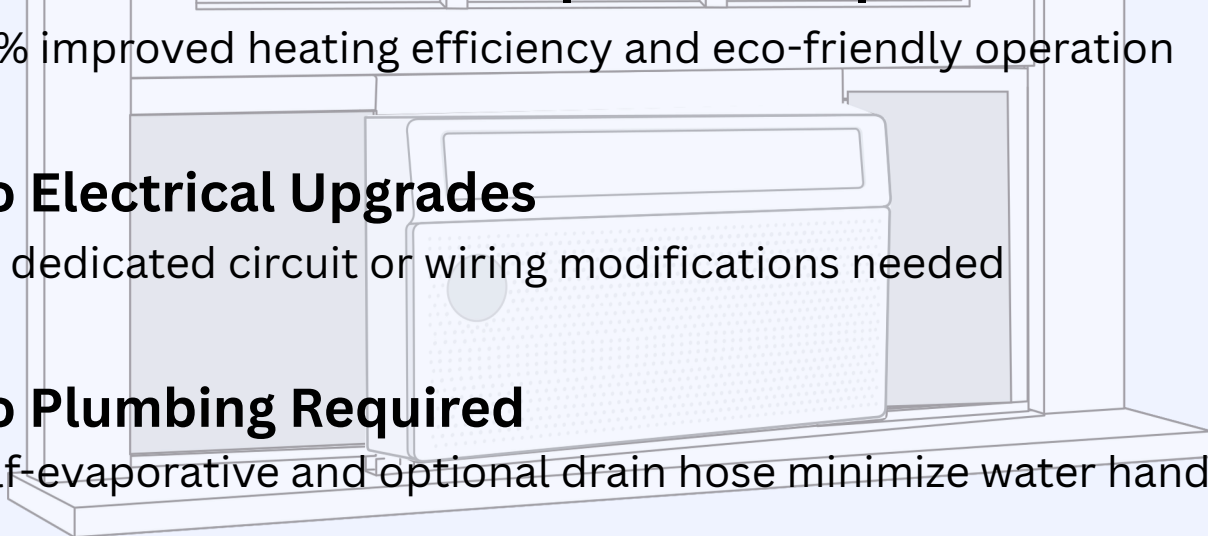 % improved heating efficiency and eco-friendly operation
o Electrical Upgrades
dedicated circuit or wiring modifications needed
o Plumbing Required
lf-evaporative and optional drain hose minimize water hand